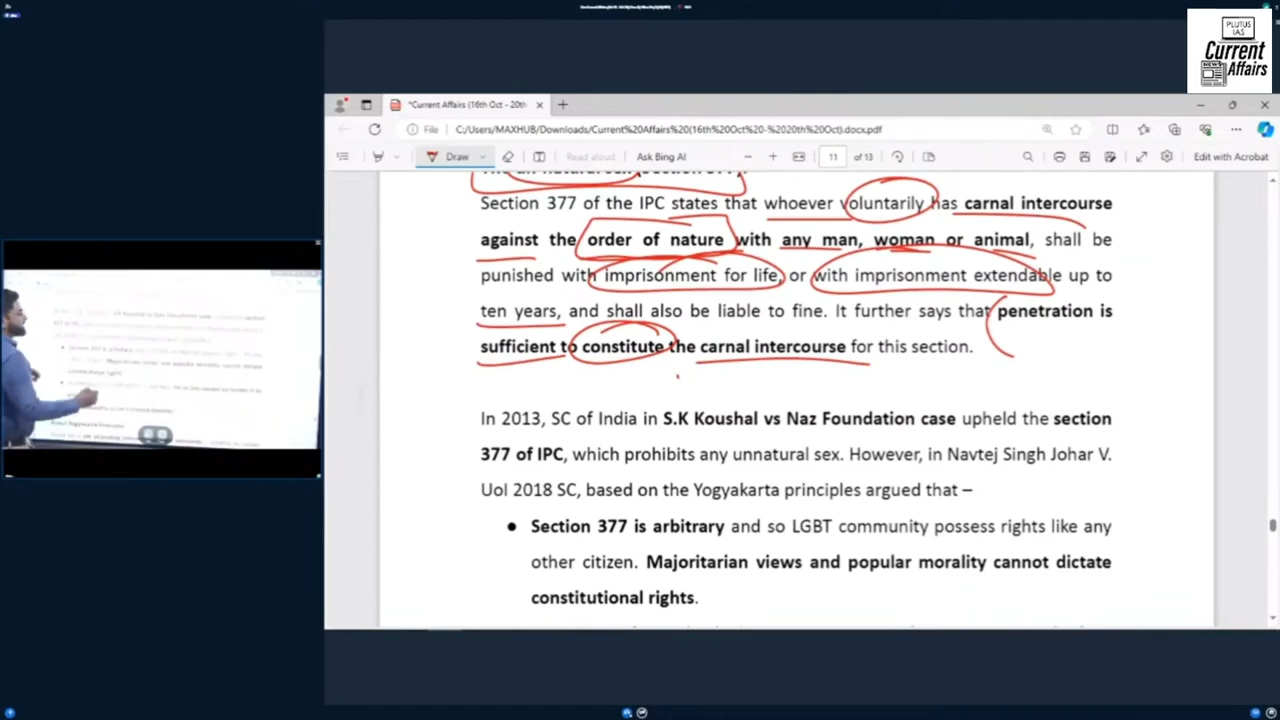 PLUTUS
IAS
Current
NEWS
Affairs
*Current Affairs (16th Oct - 20th
File C:/Users/MAXHUB/Downloads/Current%20Affairs%20(16th%20Oct%20-%2020th%20Oct).docx.pdf
Draw Read aloud Ask Bing AI 11 of 13 Edit with Acrobat
Section 377 of the IPC states that whoever voluntarily has carnal intercourse
against the order of nature with any man, woman or animal, shall be
punished with imprisonment for life, or with imprisonment extendable up to
ten years, and shall also be liable to fine. It further says that penetration is
sufficient to constitute the carnal intercourse for this section.
In 2013, SC of India in S.K Koushal vs Naz Foundation case upheld the section
377 of IPC, which prohibits any unnatural sex. However, in Navtej Singh Johar V.
UoI 2018 SC, based on the Yogyakarta principles argued that –
● Section 377 is arbitrary and so LGBT community possess rights like any
other citizen. Majoritarian views and popular morality cannot dictate
constitutional rights.